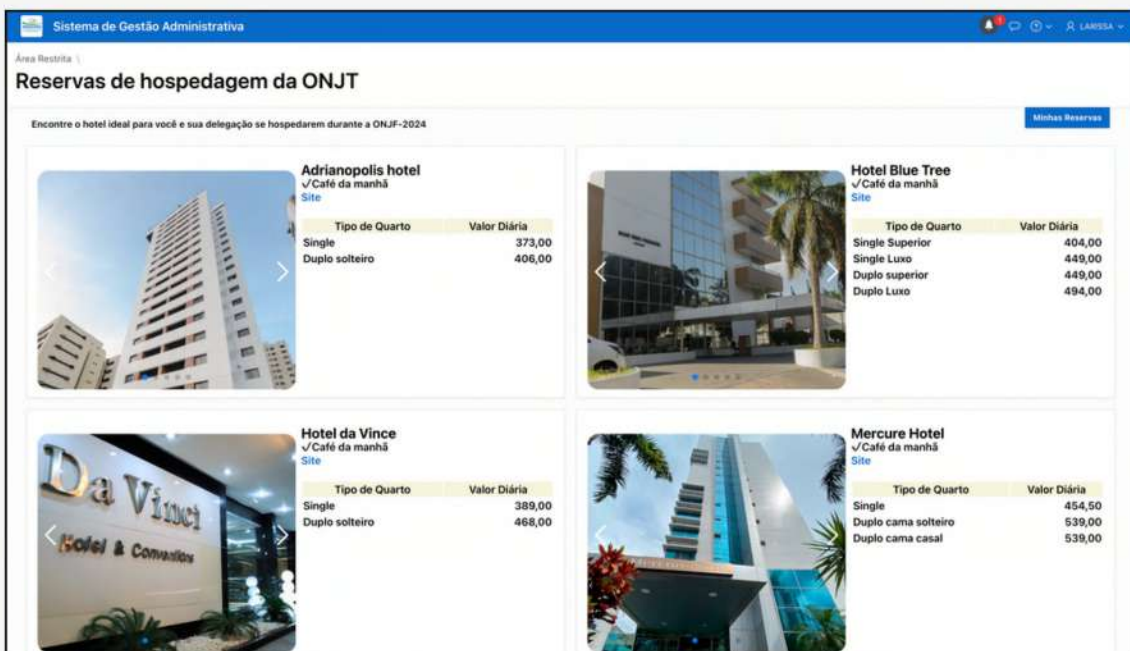 Sistema de Gestão Administrativa
1
LARISSA
Área Restrita \
Reservas de hospedagem da ONJT
Encontre o hotel ideal para você e sua delegação se hospedarem durante a ONJF-2024
Minhas Reservas
Adrianopolis hotel
✓Café da manhã
Site
Tipo de Quarto Valor Diária
Single 373,00
Duplo solteiro 406,00
Hotel Blue Tree
✓Café da manhã
Site
Tipo de Quarto Valor Diária
Single Superior 404,00
Single Luxo 449,00
Duplo superior 449,00
Duplo Luxo 494,00
Da Vinci
Hotel & Conventions
Hotel da Vince
✓Café da manhã
Site
Tipo de Quarto Valor Diária
Single 389,00
Duplo solteiro 468,00
Mercure Hotel
✓Café da manhã
Site
Tipo de Quarto Valor Diária
Single 454,50
Duplo cama solteiro 539,00
Duplo cama casal 539,00